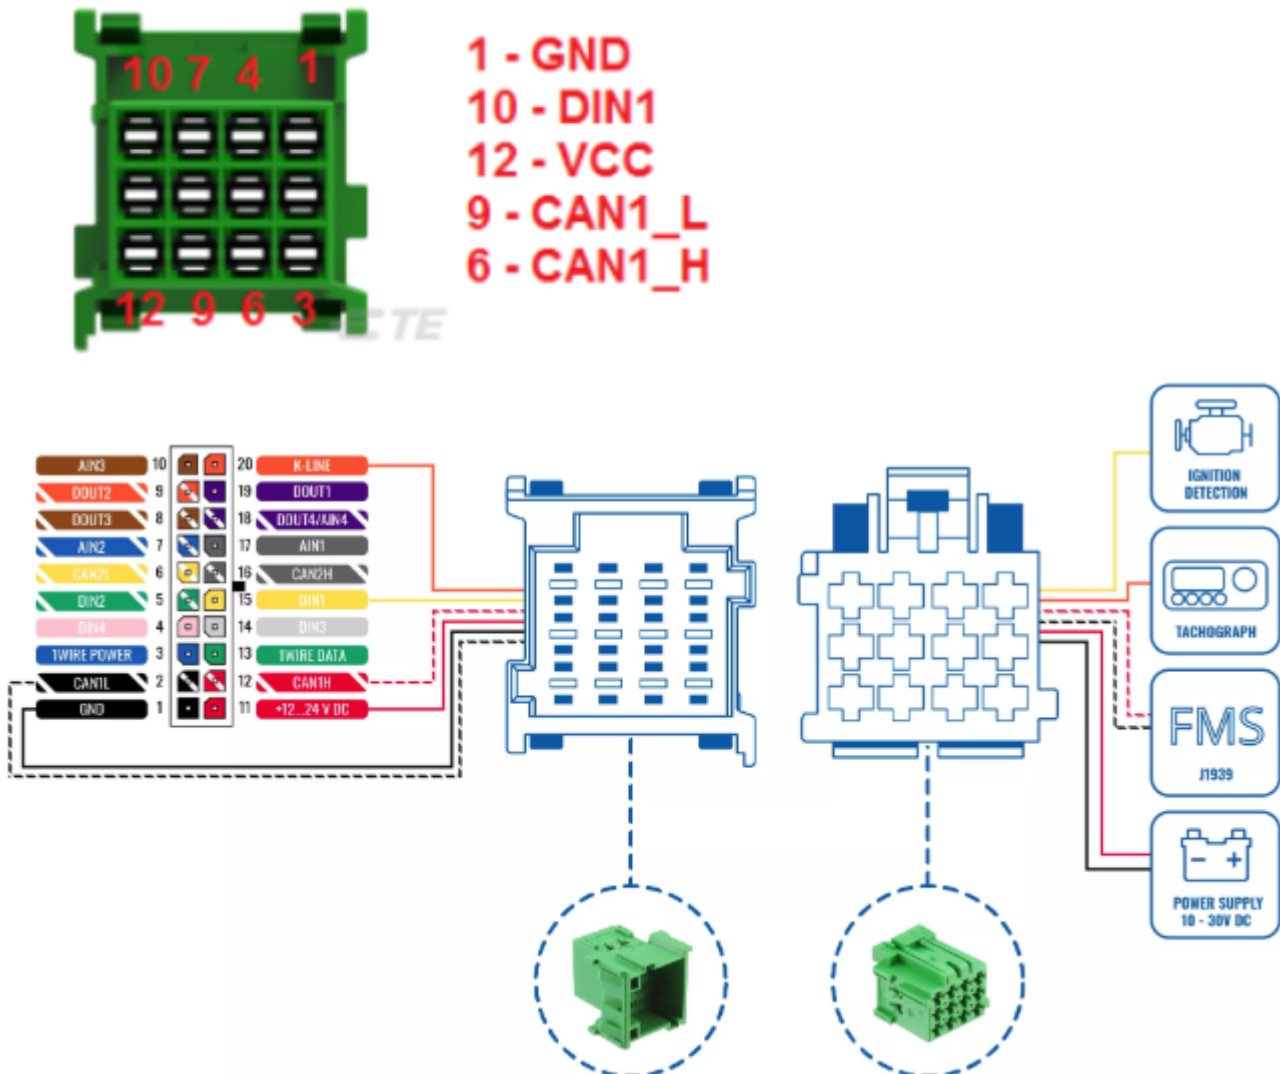 10 7 4 1
12 9 6 3
TE
1 - GND
10 - DIN1
12 - VCC
9 - CAN1_L
6 - CAN1_H
AIN3 10 20 K-LINE
DOUT2 9 19 DOUT1
DOUT3 8 18 DOUT4/AIN4
AIN2 7 17 AIN1
CAN2L 6 16 CAN2H
DIN2 5 15 DIN1
DIN4 4 14 DIN3
1WIRE POWER 3 13 1WIRE DATA
CAN1L 2 12 CAN1H
GND 1 11 +12...24 V DC
IGNITION
DETECTION
TACHOGRAPH
FMS
J1939
- +
POWER SUPPLY
10 - 30V DC